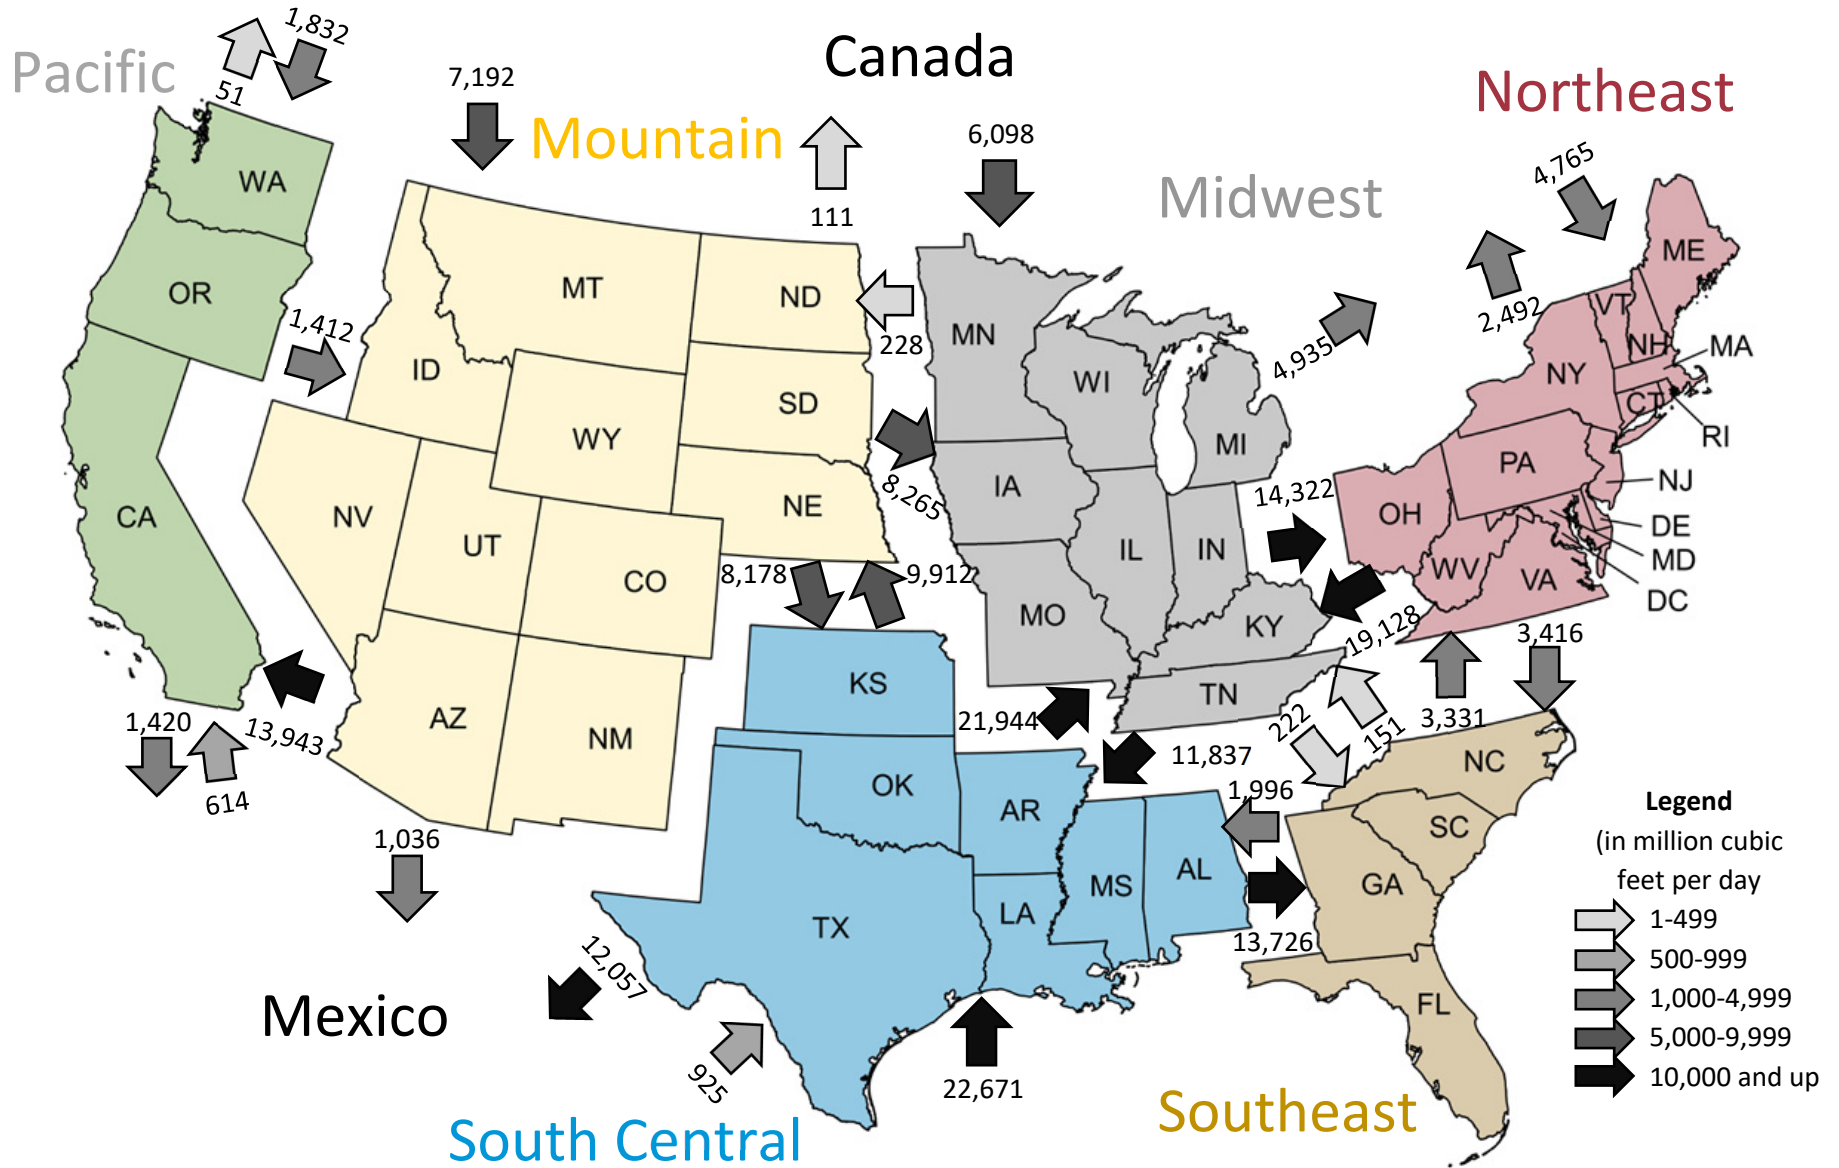 1,832
Canada
Pacific
7,192
Northeast
51
Mountain
6,098
4,765
WA
Midwest
111
ME
OR
MT
ND
VT
2,492
1,412
MN
228
NH
MA
4,935
ID
WI
NY
SD
CT
WY
MI
RI
PA
IA
8,265
14,322
NJ
NE
CA
NV
OH
DE
UT
IL
IN
MD
CO
8,178
9,912
WV
VA
DC
MO
KY
19,128
3,416
KS
TN
1,420
13,943
AZ
NM
21,944
222
151
3,331
11,837
NC
614
OK
1,996
Legend
AR
SC
(in million cubic
1,036
AL
MS
GA
feet per day
TX
LA
1-499
13,726
12,057
500-999
Mexico
FL
1,000-4,999
5,000-9,999
925
22,671
10,000 and up
Southeast
South Central